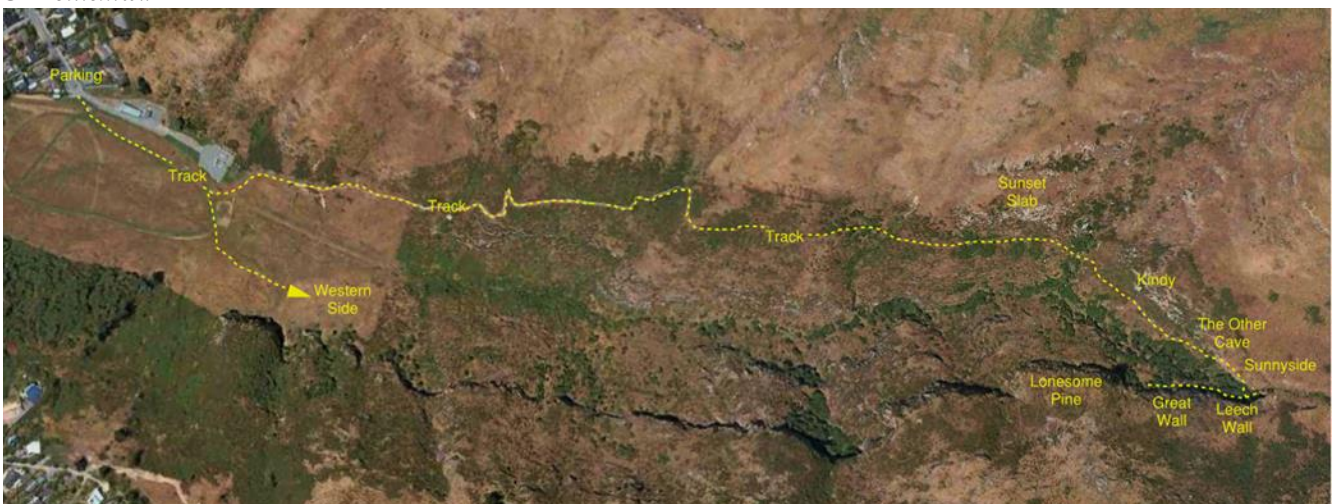 Parking
Track
Track
Track
Western
Side
Sunset
Slab
Kindy
The Other
Cave
Sunnyside
Lonesome
Pine
Great
Wall
Leech
Wall